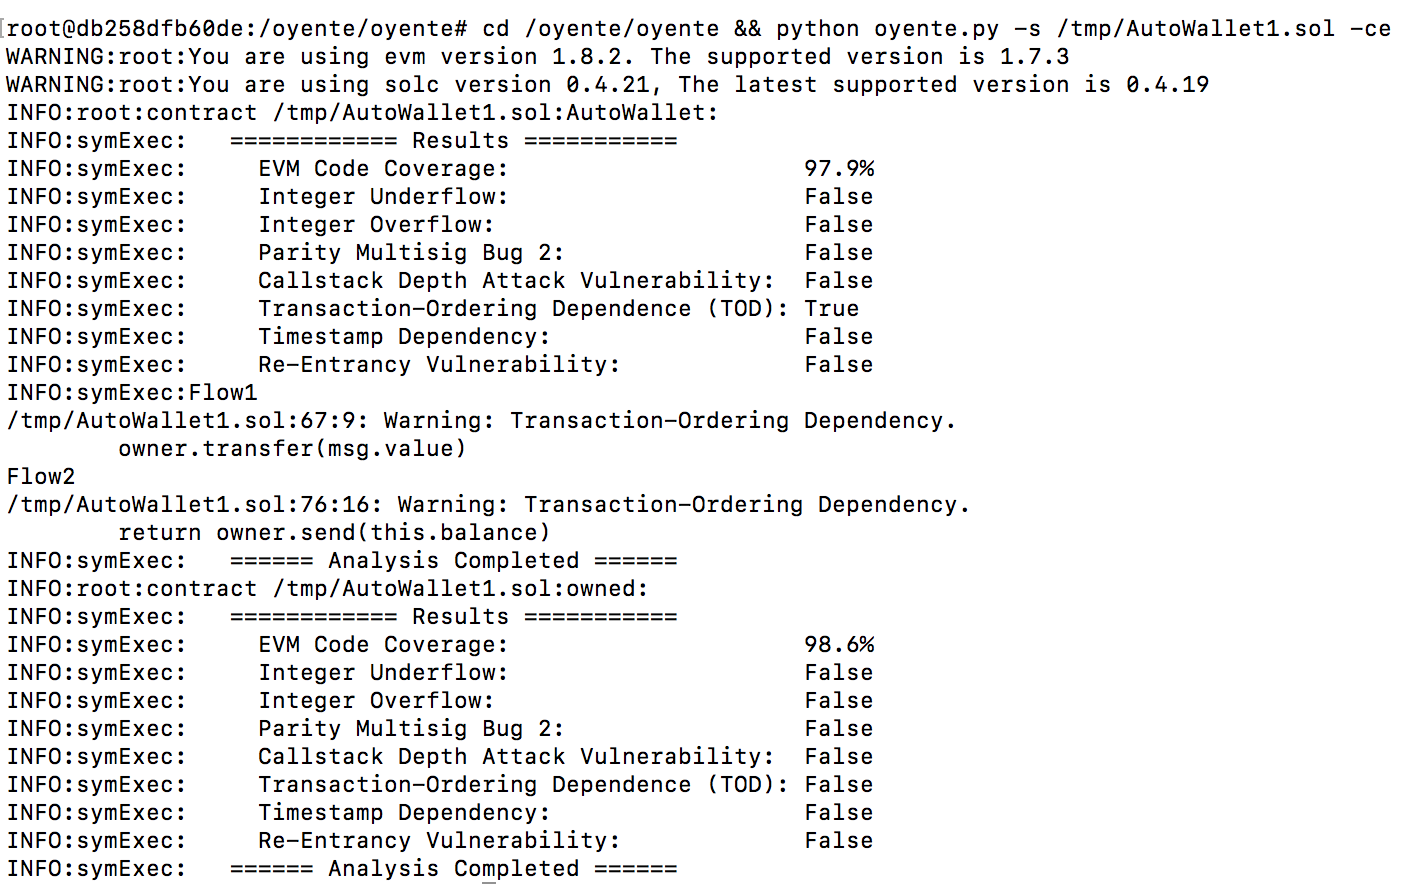 root@db258dfb60de:/oyente/oyente# cd /oyente/oyente && python oyente.py -s /tmp/AutoWallet1.sol -ce
WARNING:root:You are using evm version 1.8.2. The supported version is 1.7.3
WARNING:root:You are using solc version 0.4.21, The latest supported version is 0.4.19
INFO:root:contract /tmp/AutoWallet1.sol:AutoWallet:
INFO:symExec:   ============ Results ===========
INFO:symExec:     EVM Code Coverage:                     97.9%
INFO:symExec:     Integer Underflow:                     False
INFO:symExec:     Integer Overflow:                      False
INFO:symExec:     Parity Multisig Bug 2:                 False
INFO:symExec:     Callstack Depth Attack Vulnerability:  False
INFO:symExec:     Transaction-Ordering Dependence (TOD): True
INFO:symExec:     Timestamp Dependency:                  False
INFO:symExec:     Re-Entrancy Vulnerability:             False
INFO:symExec:Flow1
/tmp/AutoWallet1.sol:67:9: Warning: Transaction-Ordering Dependency.
        owner.transfer(msg.value)
Flow2
/tmp/AutoWallet1.sol:76:16: Warning: Transaction-Ordering Dependency.
        return owner.send(this.balance)
INFO:symExec:   ====== Analysis Completed ======
INFO:root:contract /tmp/AutoWallet1.sol:owned:
INFO:symExec:   ============ Results ===========
INFO:symExec:     EVM Code Coverage:                     98.6%
INFO:symExec:     Integer Underflow:                     False
INFO:symExec:     Integer Overflow:                      False
INFO:symExec:     Parity Multisig Bug 2:                 False
INFO:symExec:     Callstack Depth Attack Vulnerability:  False
INFO:symExec:     Transaction-Ordering Dependence (TOD): False
INFO:symExec:     Timestamp Dependency:                  False
INFO:symExec:     Re-Entrancy Vulnerability:             False
INFO:symExec:   ====== Analysis Completed ======